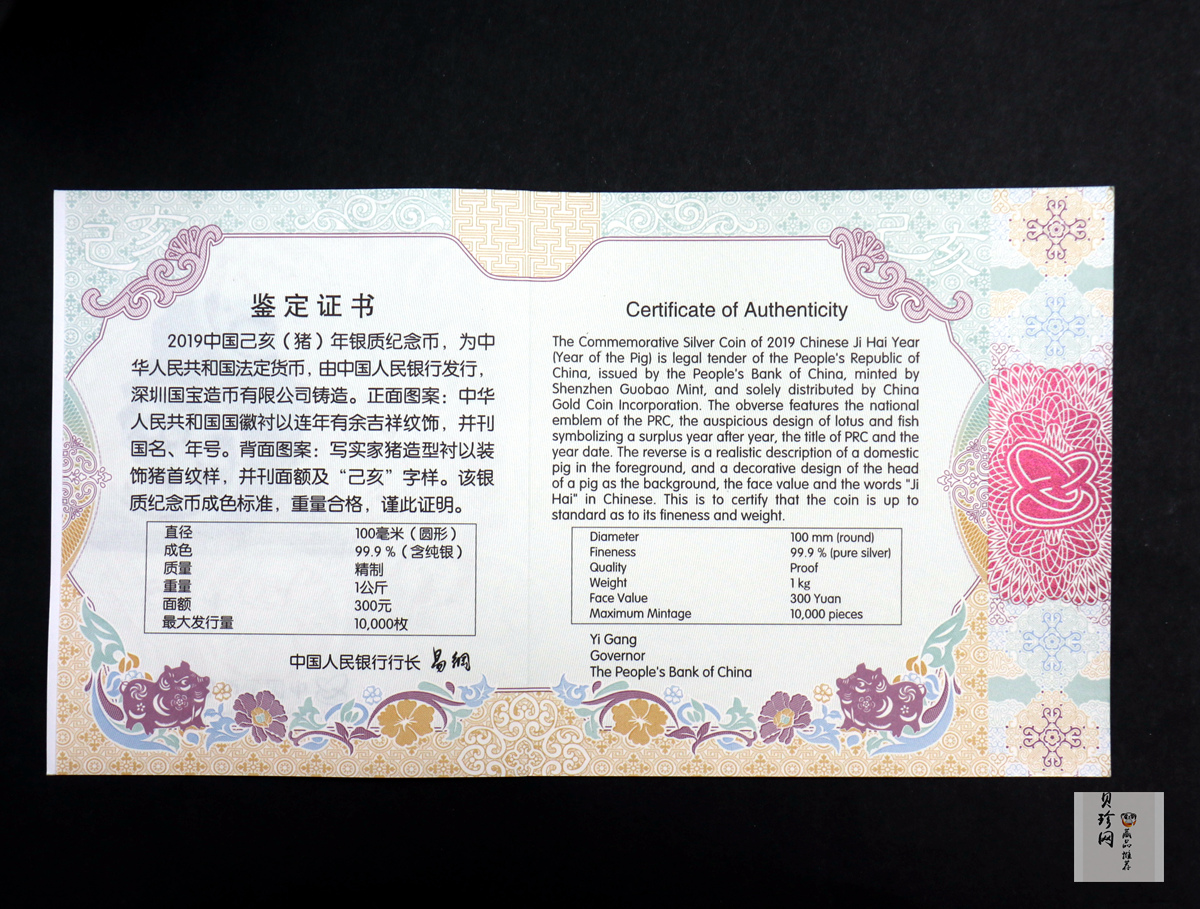 己亥
己亥
鉴定证书
2019中国己亥（猪）年银质纪念币，为中
华人民共和国法定货币，由中国人民银行发行，
深圳国宝造币有限公司铸造。正面图案：中华
人民共和国国徽衬以连年有余吉祥纹饰，并刊
国名、年号。背面图案：写实家猪造型衬以装
饰猪首纹样，并刊面额及“己亥”字样。该银
质纪念币成色标准，重量合格，谨此证明。
直径 100毫米（圆形）
成色 99.9 %（含纯银）
质量 精制
重量 1公斤
面额 300元
最大发行量 10,000枚
中国人民银行行长 易纲
Certificate of Authenticity
The Commemorative Silver Coin of 2019 Chinese Ji Hai Year
(Year of the Pig) is legal tender of the People's Republic of
China, issued by the People's Bank of China, minted by
Shenzhen Guobao Mint, and solely distributed by China
Gold Coin Incorporation. The obverse features the national
emblem of the PRC, the auspicious design of lotus and fish
symbolizing a surplus year after year, the title of PRC and the
year date. The reverse is a realistic description of a domestic
pig in the foreground, and a decorative design of the head
of a pig as the background, the face value and the words "Ji
Hai" in Chinese. This is to certify that the coin is up to
standard as to its fineness and weight.
Diameter 100 mm (round)
Fineness 99.9 % (pure silver)
Quality Proof
Weight 1 kg
Face Value 300 Yuan
Maximum Mintage 10,000 pieces
Yi Gang
Governor
The People's Bank of China
贝珍网
藏品推荐